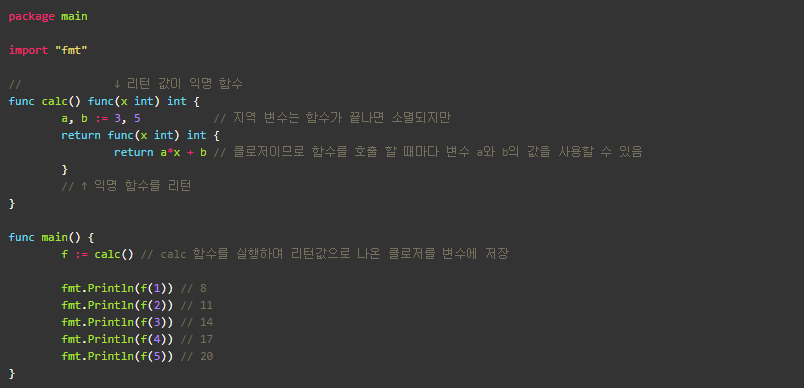 package main
import "fmt"
// ↓ 리턴 값이 익명 함수
func calc() func(x int) int {
a, b := 3, 5 // 지역 변수는 함수가 끝나면 소멸되지만
return func(x int) int {
return a*x + b // 클로저이므로 함수를 호출 할 때마다 변수 a와 b의 값을 사용할 수 있음
}
// ↑ 익명 함수를 리턴
}
func main() {
f := calc() // calc 함수를 실행하여 리턴값으로 나온 클로저를 변수에 저장
fmt.Println(f(1)) // 8
fmt.Println(f(2)) // 11
fmt.Println(f(3)) // 14
fmt.Println(f(4)) // 17
fmt.Println(f(5)) // 20
}